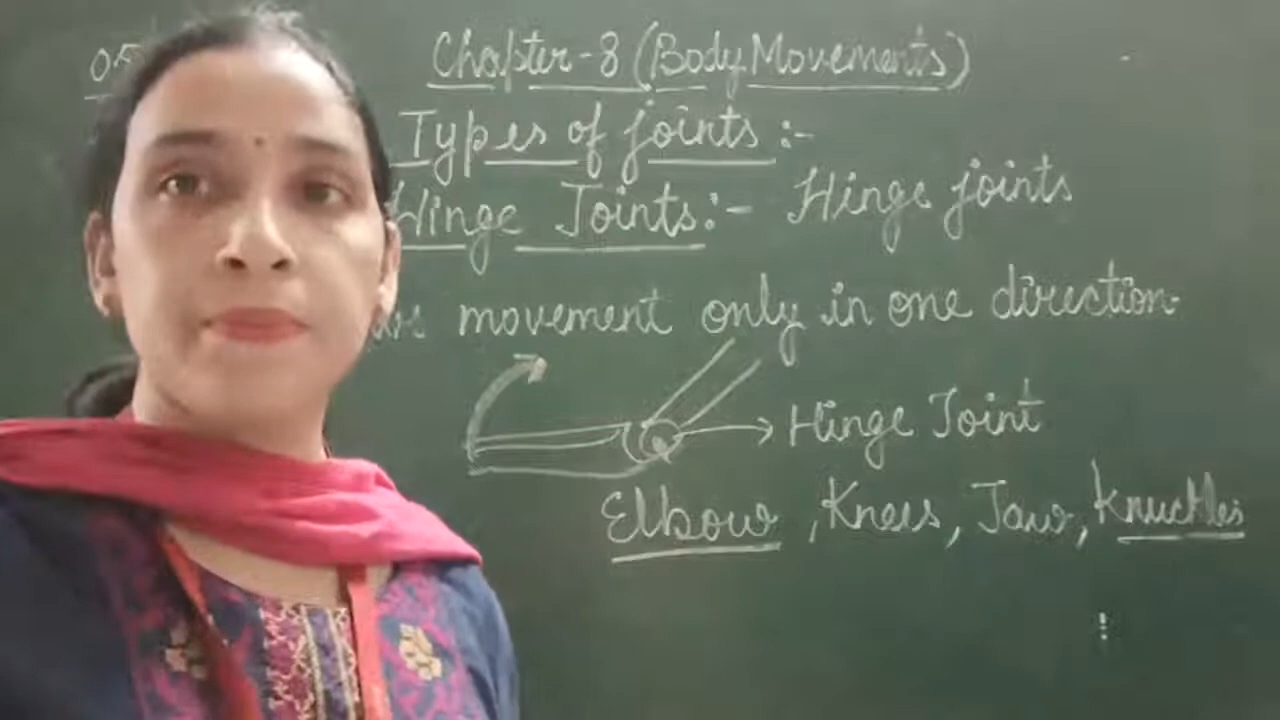 Chapter-8 (Body Movements)
Types of joints :-
Hinge Joints :- Hinge joints
movement only in one direction.
Hinge Joint
Elbow, Knees, Jaw, Knuckles